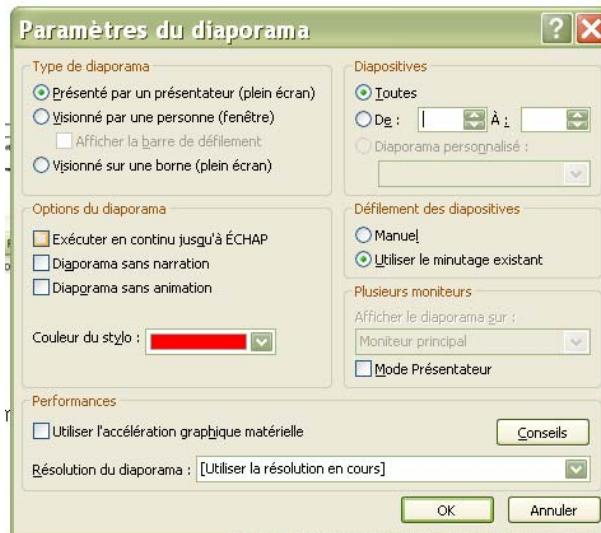 Paramètres du diaporama
Type de diaporama
Présenté par un présentateur (plein écran)
Visionné par une personne (fenêtre)
Afficher la barre de défilement
Visionné sur une borne (plein écran)
Diapositives
Toutes
De : À :
Diaporama personnalisé :
Options du diaporama
Exécuter en continu jusqu'à ÉCHAP
Diaporama sans narration
Diaporama sans animation
Couleur du stylo :
Défilement des diapositives
Manuel
Utiliser le minutage existant
Plusieurs moniteurs
Afficher le diaporama sur :
Moniteur principal
Mode Présentateur
Performances
Utiliser l'accélération graphique matérielle
Conseils
Résolution du diaporama : [Utiliser la résolution en cours]
OK Annuler